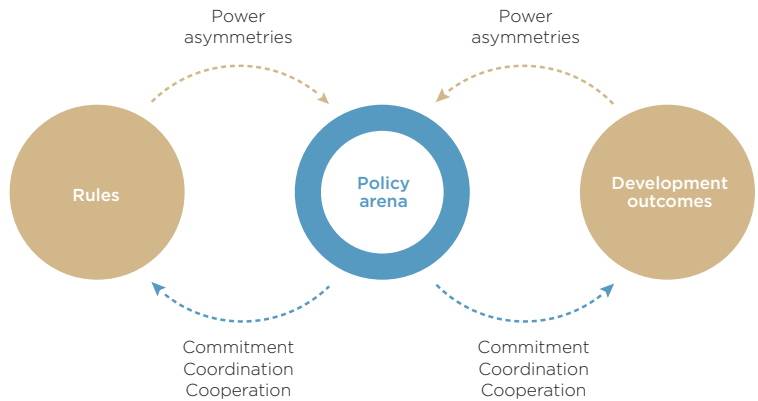 Power
asymmetries
Power
asymmetries
Rules
Policy
arena
Development
outcomes
Commitment
Coordination
Cooperation
Commitment
Coordination
Cooperation